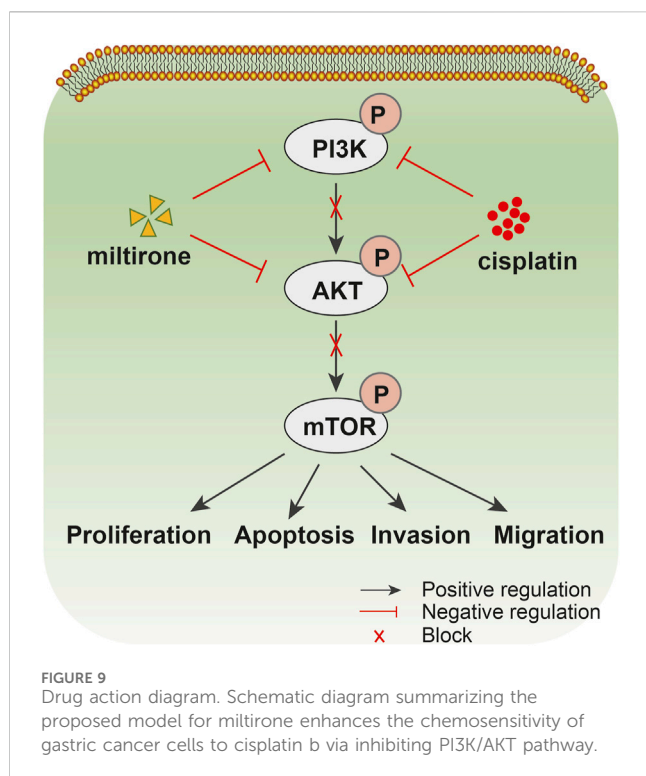 P
PI3K
miltirone
cisplatin
P
AKT
P
mTOR
Proliferation Apoptosis Invasion Migration
Positive regulation
Negative regulation
Block
FIGURE 9
Drug action diagram. Schematic diagram summarizing the
proposed model for miltirone enhances the chemosensitivity of
gastric cancer cells to cisplatin b via inhibiting PI3K/AKT pathway.